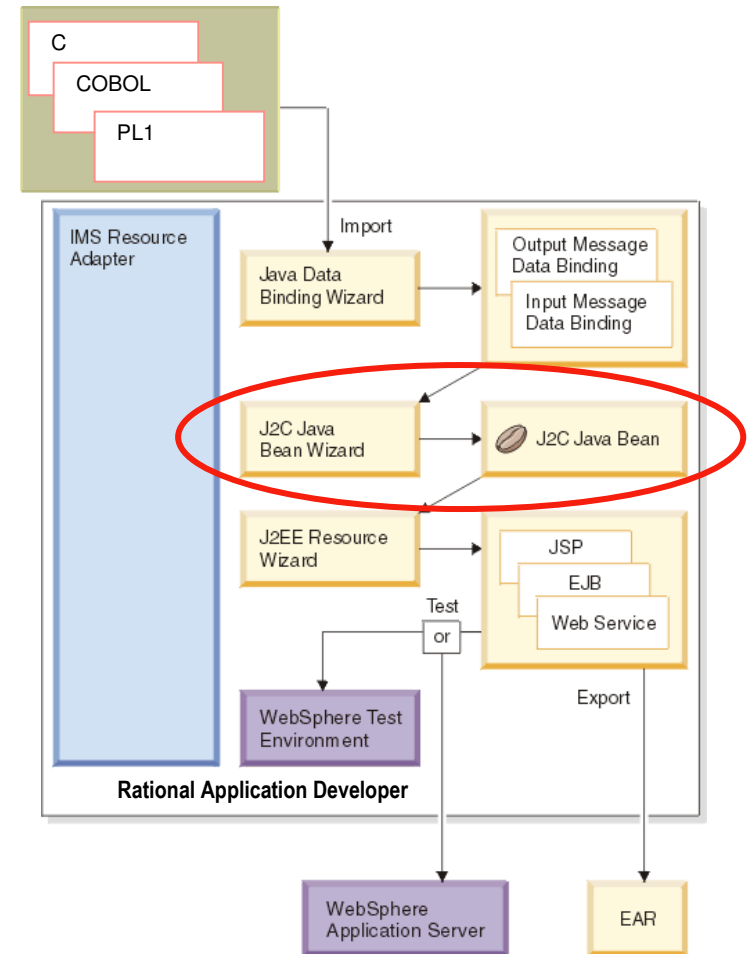 C
COBOL
PL1
IMS Resource
Adapter
Import
Java Data
Binding Wizard
Output Message
Data Binding
Input Message
Data Binding
J2C Java
Bean Wizard
J2C Java Bean
J2EE Resource
Wizard
JSP
EJB
Web Service
Test
or
WebSphere Test
Environment
Export
Rational Application Developer
WebSphere
Application Server
EAR